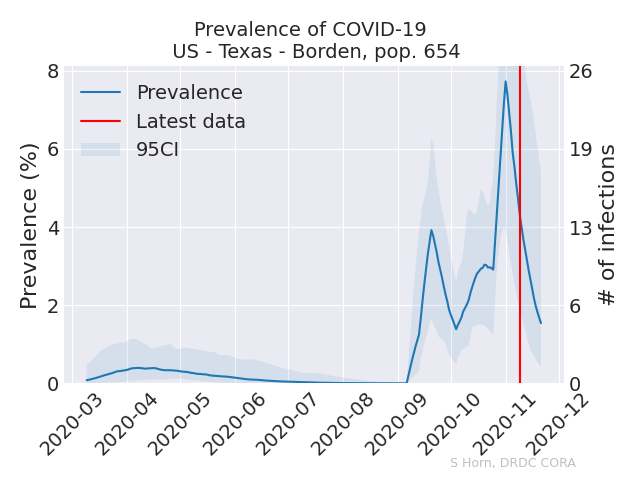 Prevalence of COVID-19
US - Texas - Borden, pop. 654
Prevalence
Latest data
95CI
Prevalence (%)
8
6
4
2
0
26
19
13
6
0
# of infections
2020-03
2020-04
2020-05
2020-06
2020-07
2020-08
2020-09
2020-10
2020-11
2020-12
S Horn, DRDC CORA